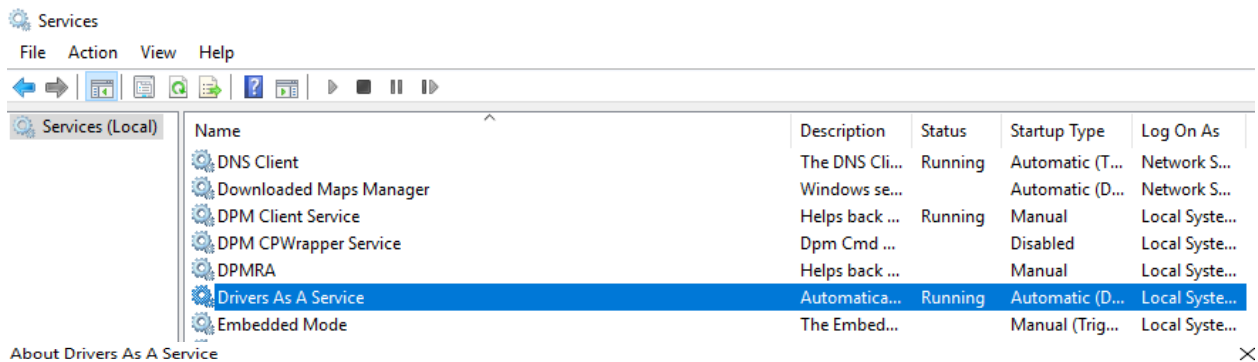 Services
File Action View Help
Services (Local)
Name Description Status Startup Type Log On As
DNS Client The DNS Cli... Running Automatic (T... Network S...
Downloaded Maps Manager Windows se... Automatic (D... Network S...
DPM Client Service Helps back ... Running Manual Local Syste...
DPM CPWrapper Service Dpm Cmd ... Disabled Local Syste...
DPMRA Helps back ... Manual Local Syste...
Drivers As A Service Automatica... Running Automatic (D... Local Syste...
Embedded Mode The Embed... Manual (Trig... Local Syste...
About Drivers As A Service